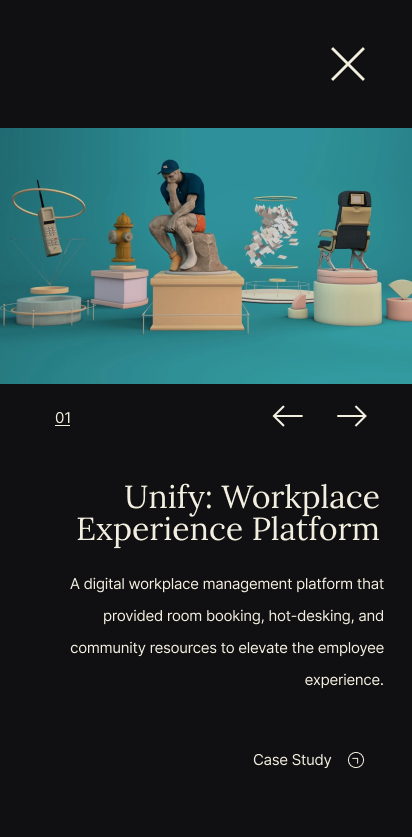 01
Unify: Workplace
Experience Platform
A digital workplace management platform that
provided room booking, hot-desking, and
community resources to elevate the employee
experience.
Case Study